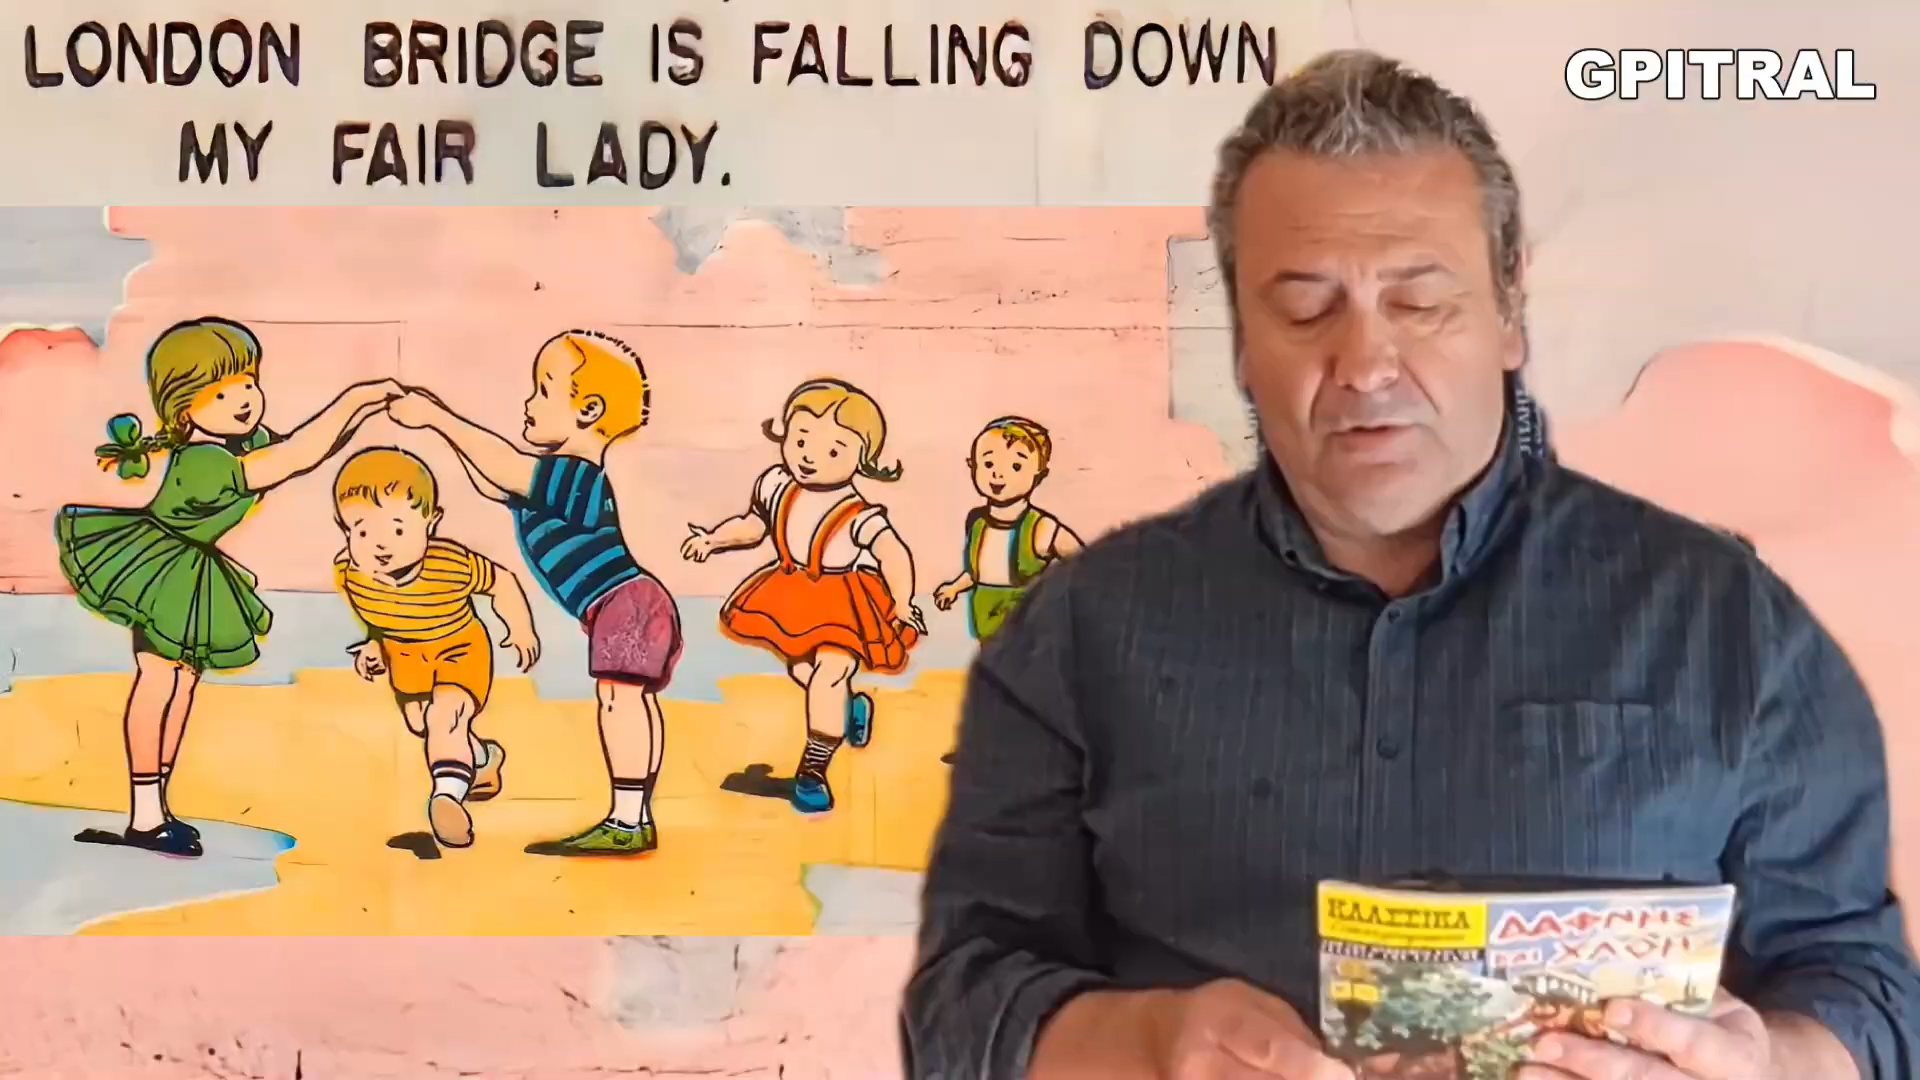 LONDON BRIDGE IS FALLING DOWN
MY FAIR LADY.
GPITRAL
ΚΛΑΣΣΙΚΑ
ΔΑΦΝΗΣ
και ΧΛΟΗ